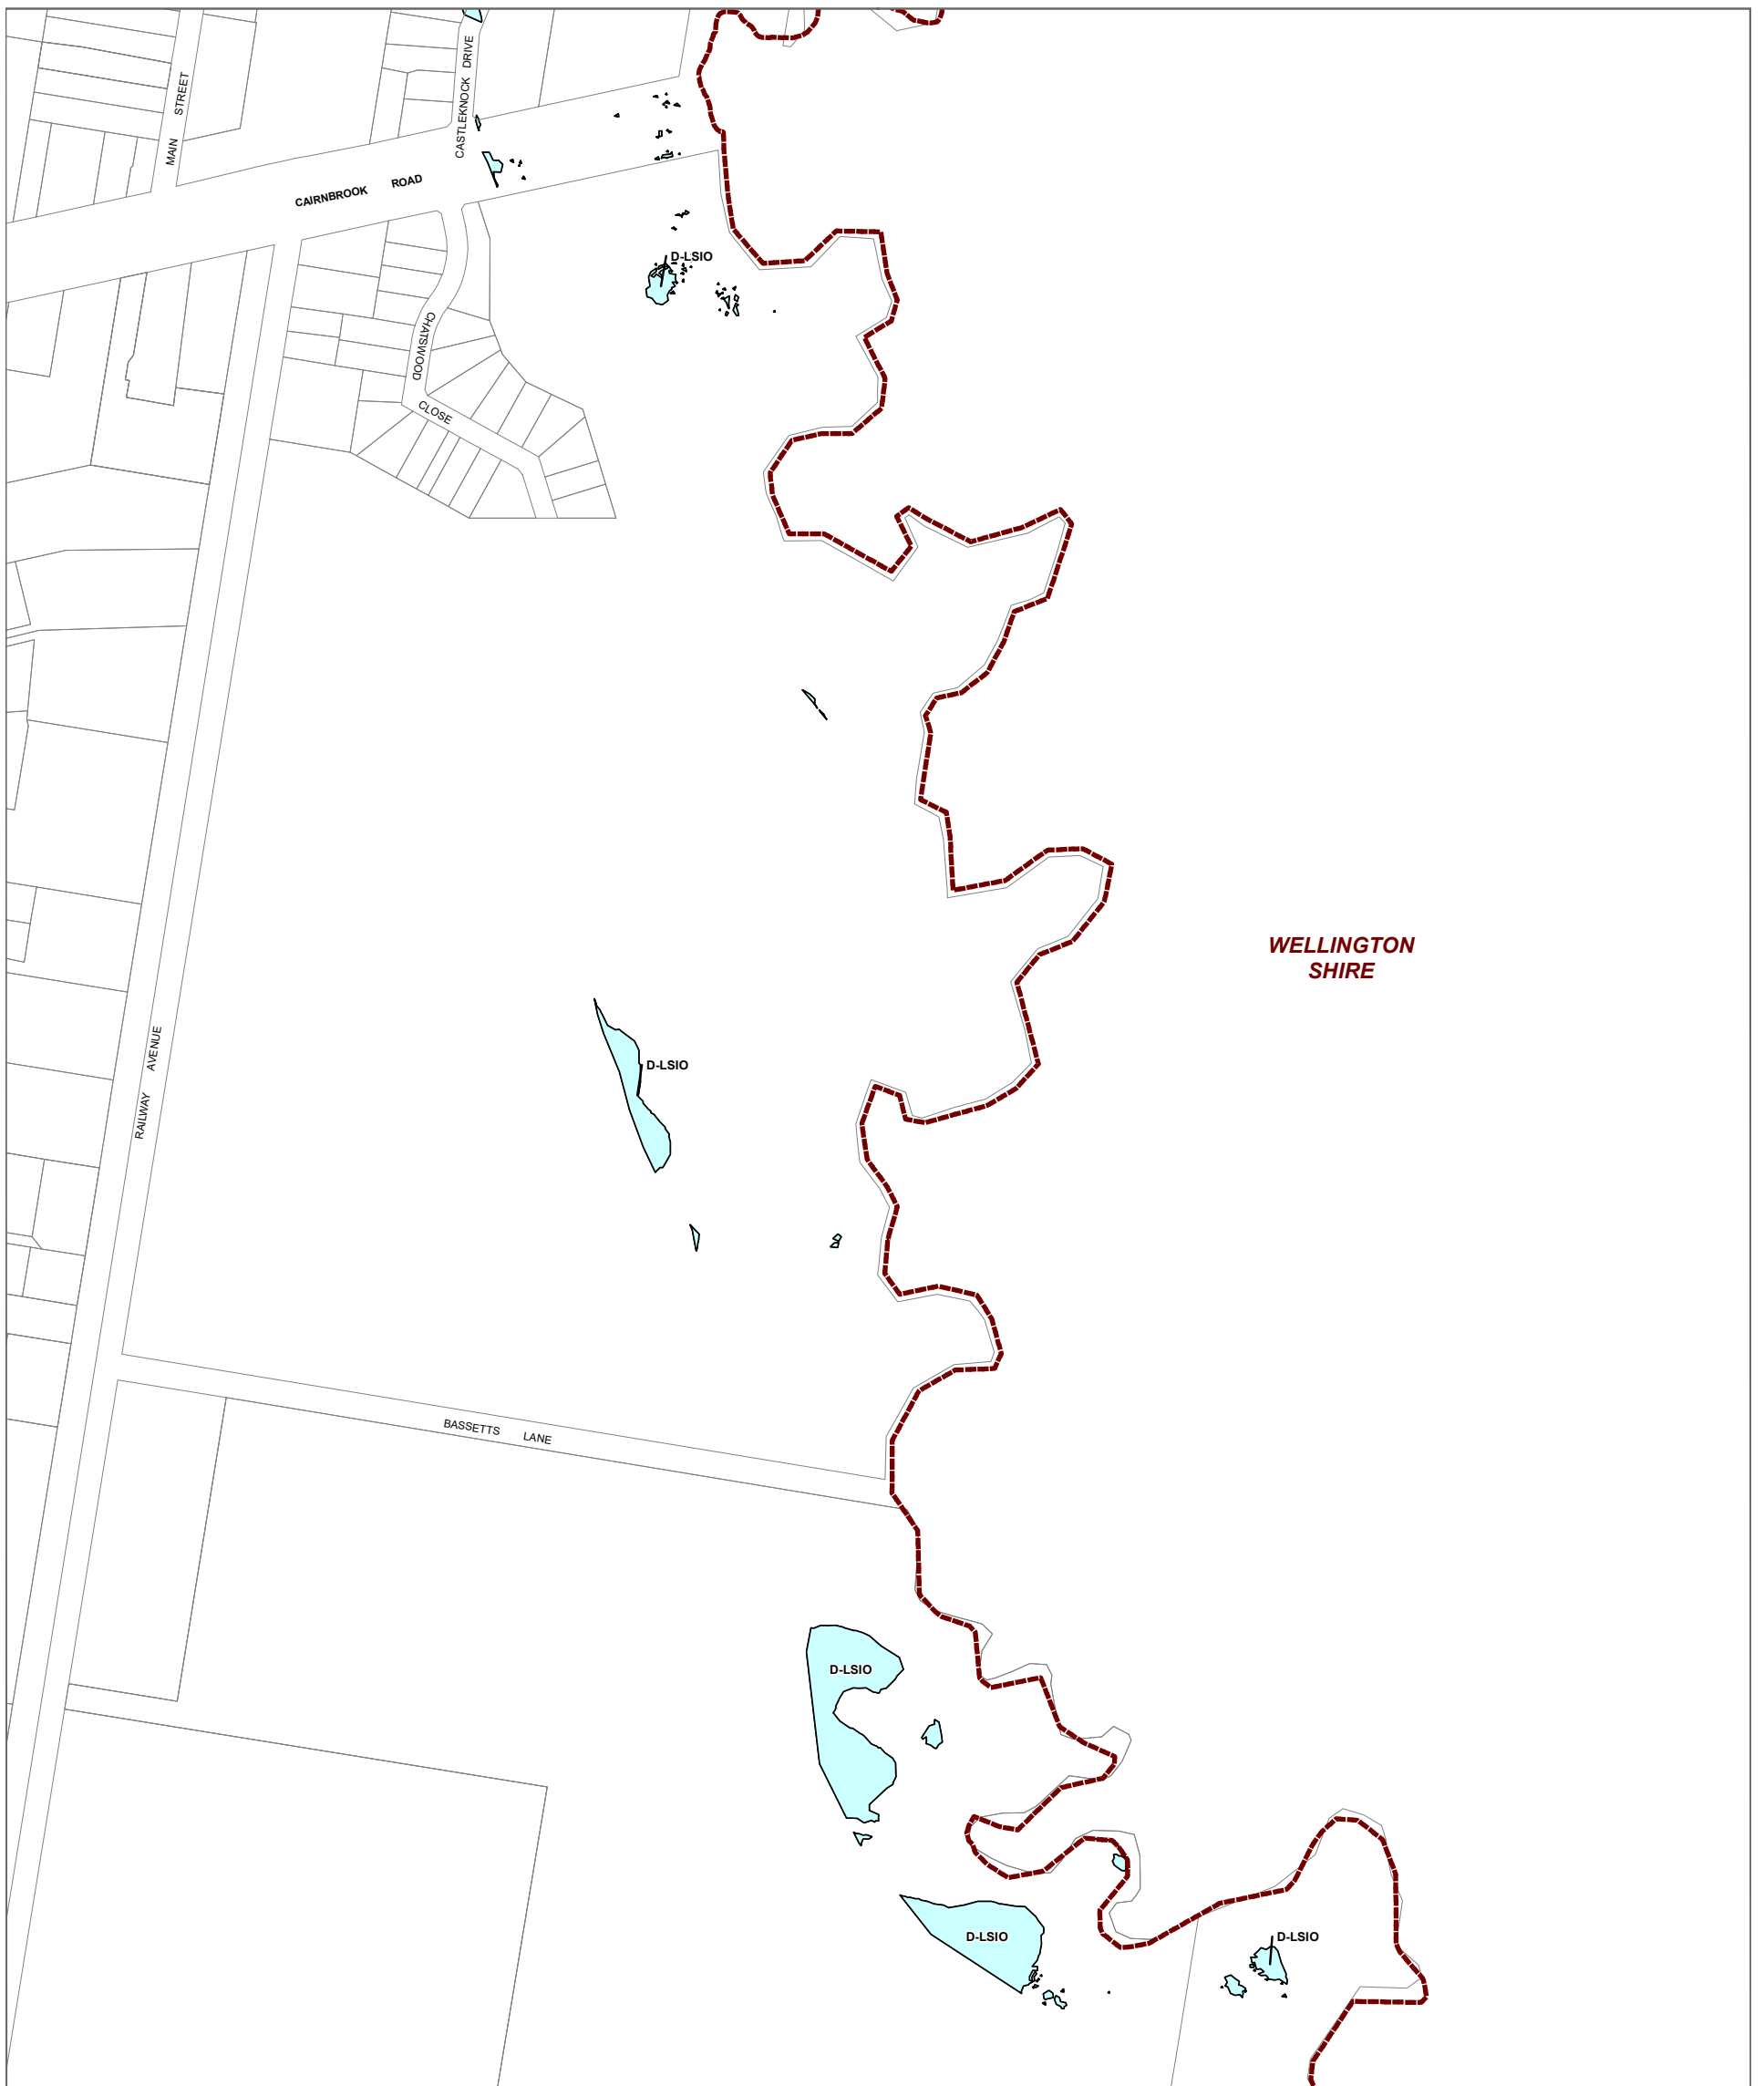 CASTLEKNOCK DRIVE
MAIN STREET
CAIRNBROOK ROAD
D-LSIO
CHATSWOOD
CLOSE
WELLINGTON
SHIRE
RAILWAY AVENUE
D-LSIO
BASSETTS LANE
D-LSIO
D-LSIO
D-LSIO